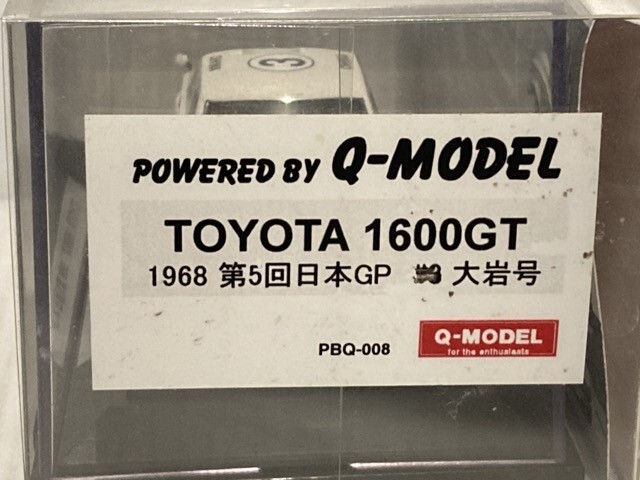 3
POWERED BY Q-MODEL
TOYOTA 1600GT
1968 第5回日本GP #3 大岩号
PBQ-008
Q-MODEL
for the enthusiasts